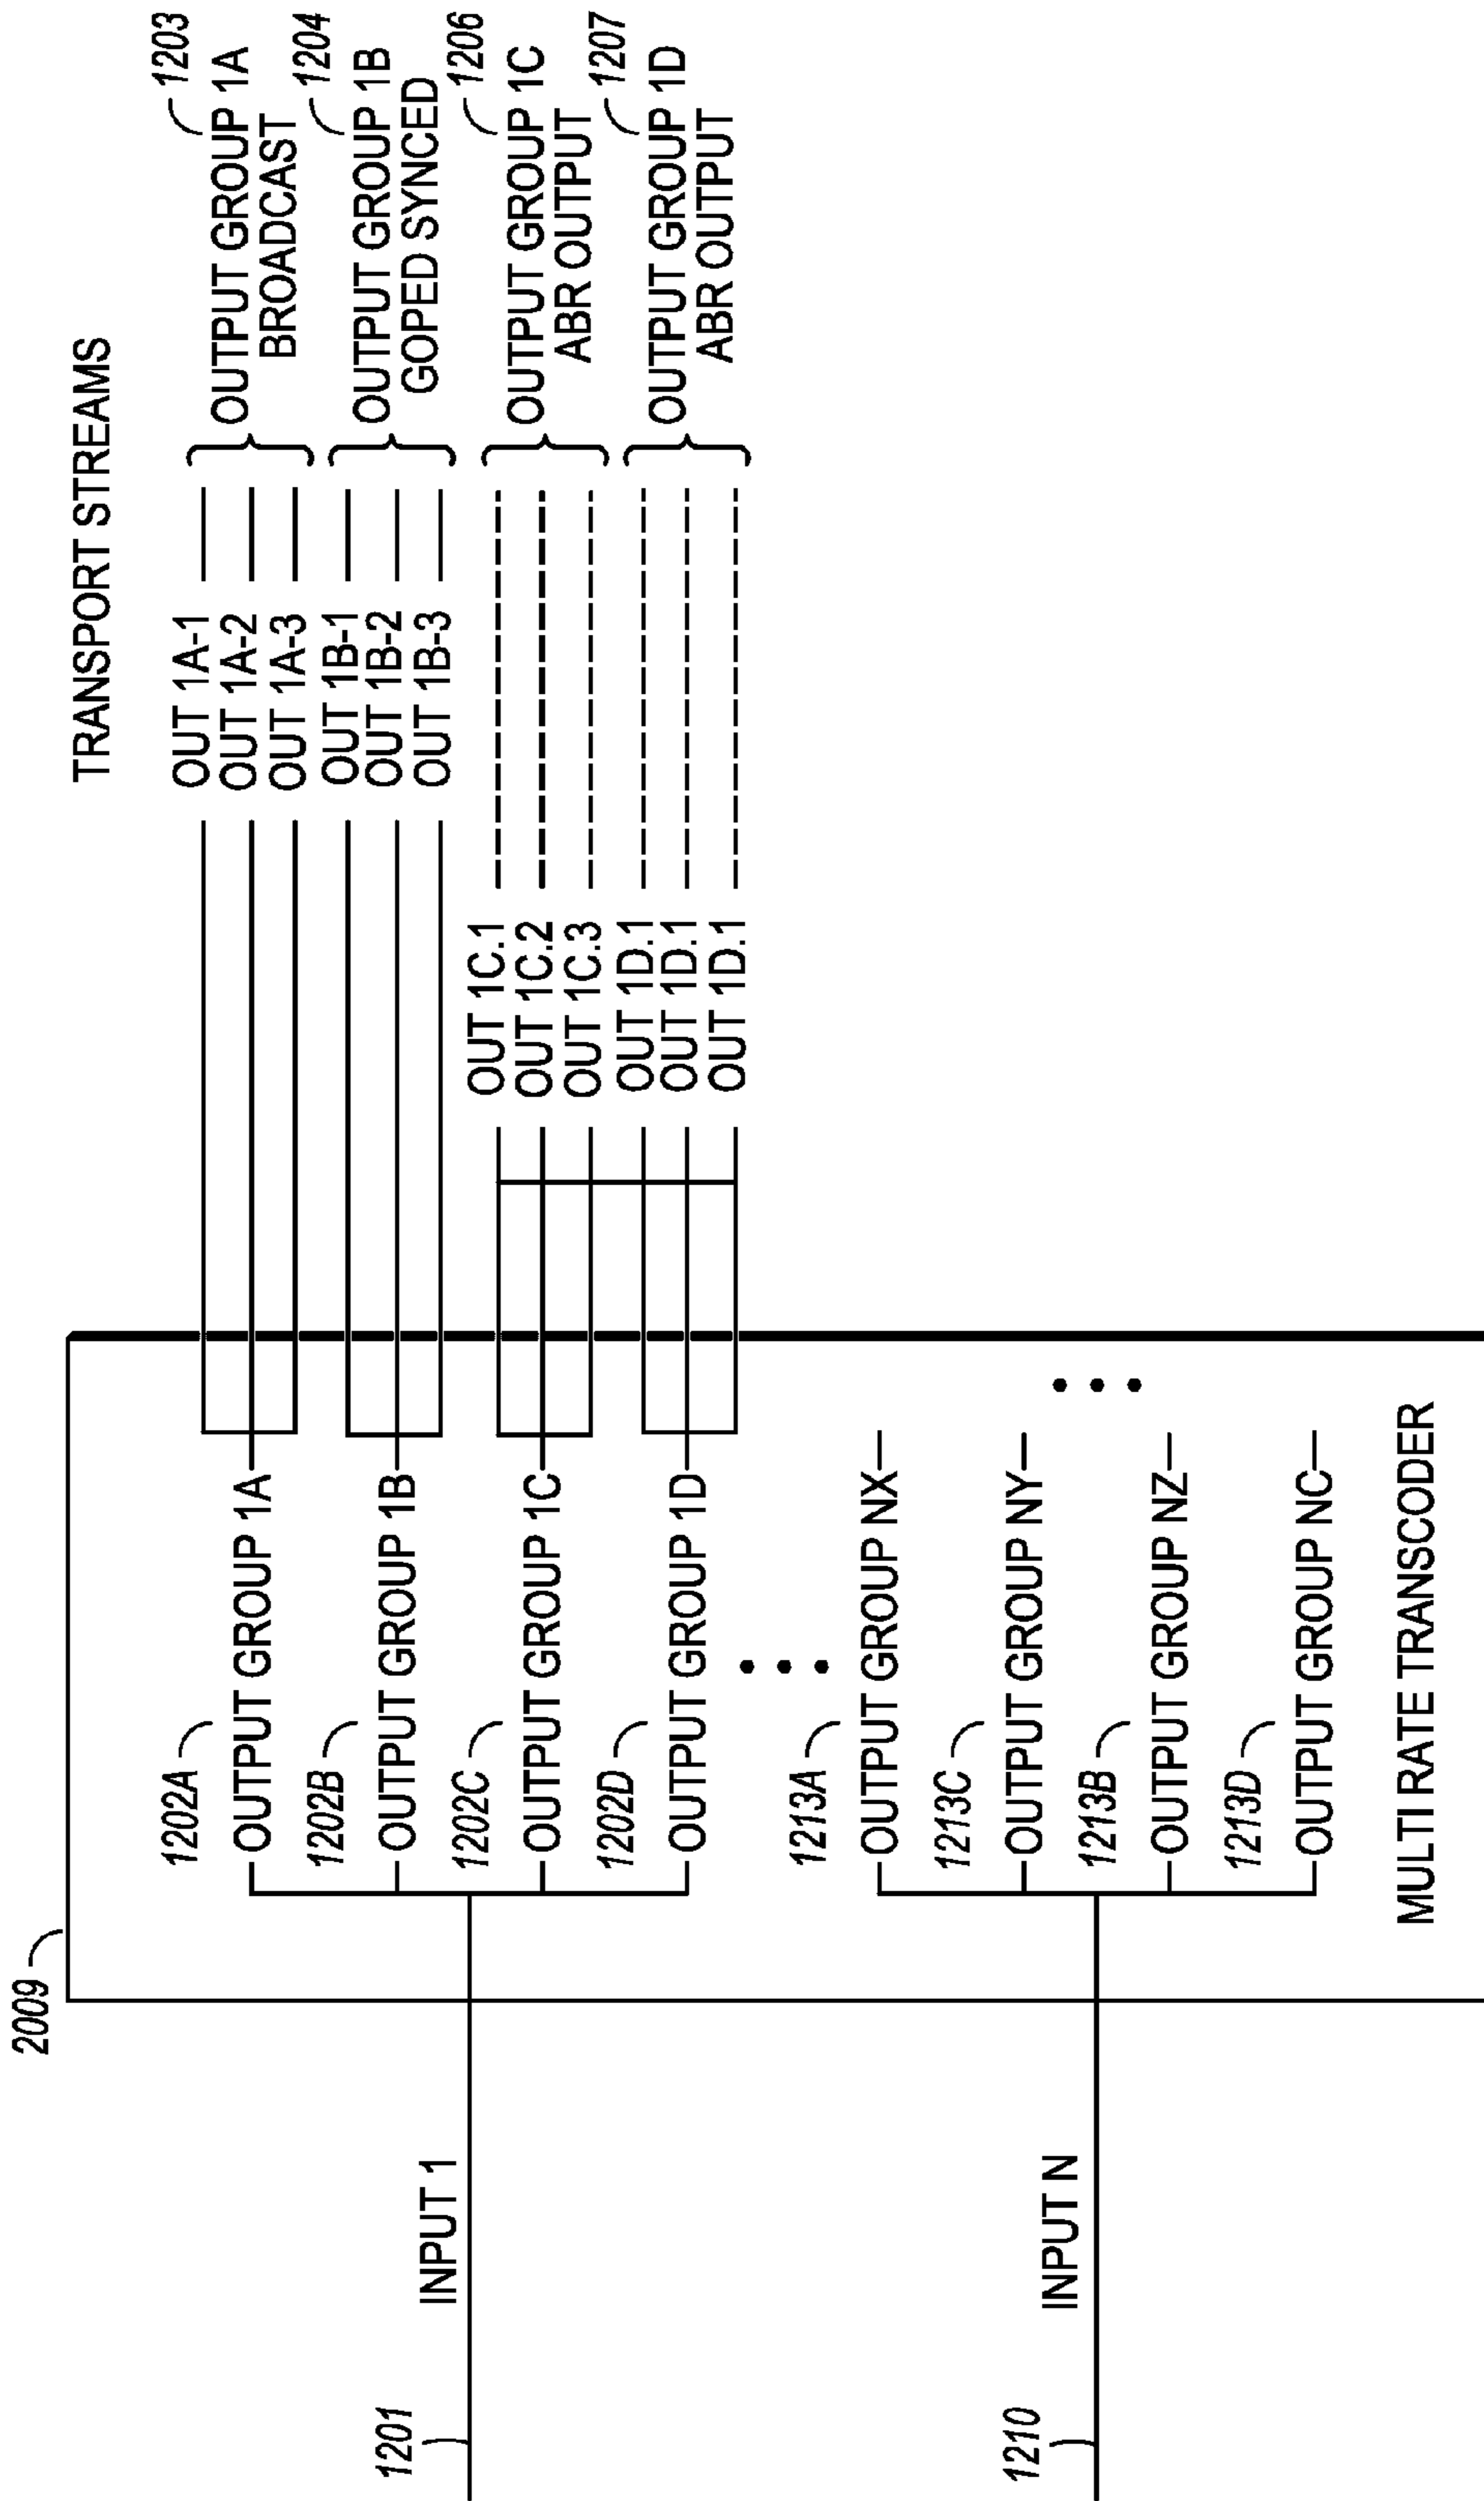 2009
TRANSPORT STREAMS
1203
1202A
OUTPUT GROUP 1A
OUT 1A-1
OUT 1A-2
OUT 1A-3
OUTPUT GROUP 1A
BROADCAST
1204
1202B
OUTPUT GROUP 1B
OUT 1B-1
OUT 1B-2
OUT 1B-3
OUTPUT GROUP 1B
GOPED SYNCED
1201
INPUT 1
1206
1202C
OUTPUT GROUP 1C
OUT 1C.1
OUT 1C.2
OUT 1C.3
OUTPUT GROUP 1C
ABR OUTPUT
1207
1202D
OUTPUT GROUP 1D
OUT 1D.1
OUT 1D.1
OUT 1D.1
OUTPUT GROUP 1D
ABR OUTPUT
1213A
OUTPUT GROUP NX
1213C
OUTPUT GROUP NY
1210
INPUT N
1213B
OUTPUT GROUP NZ
1213D
OUTPUT GROUP NC
MULTI RATE TRANSCODER